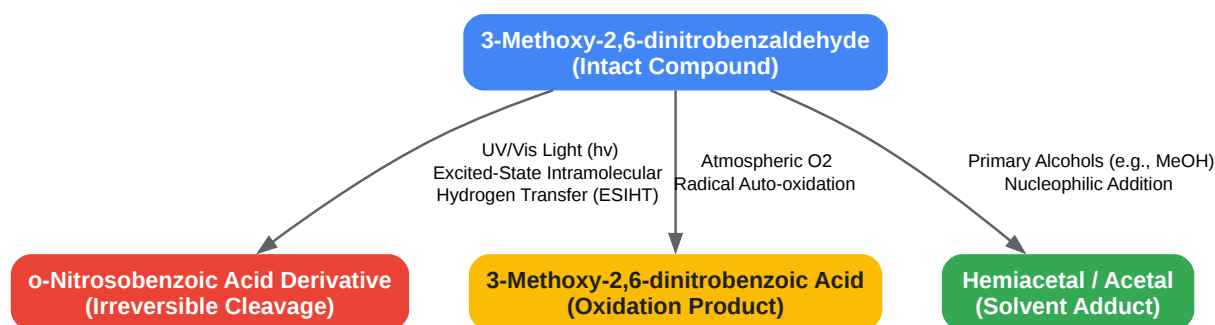 3-Methoxy-2,6-dinitrobenzaldehyde
(Intact Compound)
UV/Vis Light (hv)
Excited-State Intramolecular
Hydrogen Transfer (ESIHT)
Atmospheric O2
Radical Auto-oxidation
Primary Alcohols (e.g., MeOH)
Nucleophilic Addition
o-Nitrosobenzoic Acid Derivative
(Irreversible Cleavage)
3-Methoxy-2,6-dinitrobenzoic Acid
(Oxidation Product)
Hemiacetal / Acetal
(Solvent Adduct)